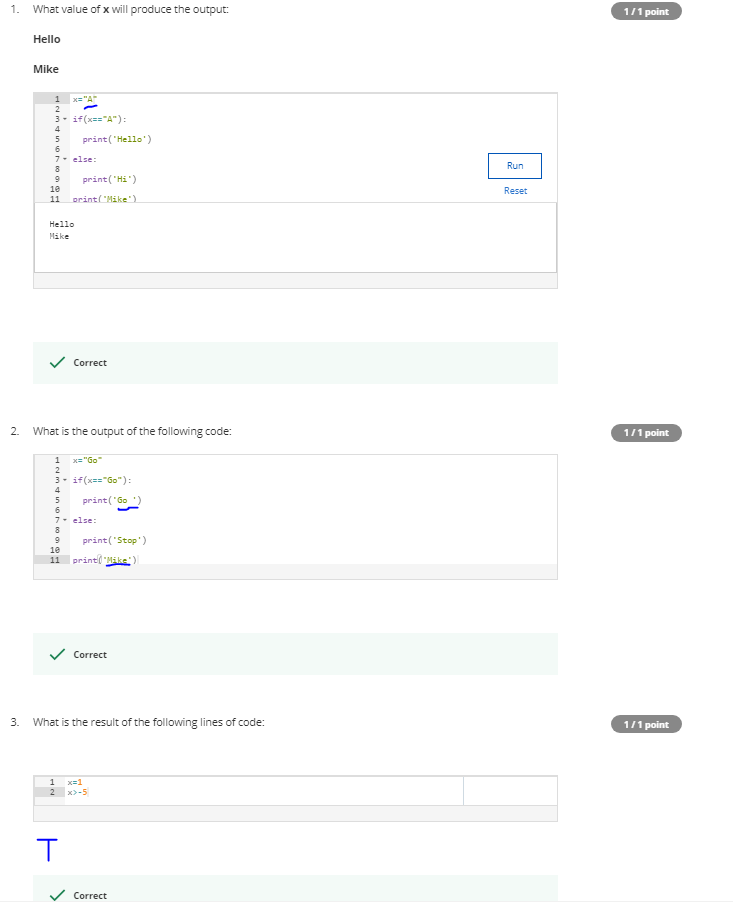 1. What value of x will produce the output:
1 / 1 point
Hello
Mike
1 x="A"
2
3 if(x=="A"):
4
5 print('Hello')
6
7 else:
8
9 print('Hi')
10
11 print('Mike')
Run
Reset
Hello
Mike
Correct
2. What is the output of the following code:
1 / 1 point
1 x="Go"
2
3 if(x=="Go"):
4
5 print('Go ')
6
7 else:
8
9 print('Stop')
10
11 print('Mike')
Correct
3. What is the result of the following lines of code:
1 / 1 point
1 x=1
2 x>-5
T
Correct